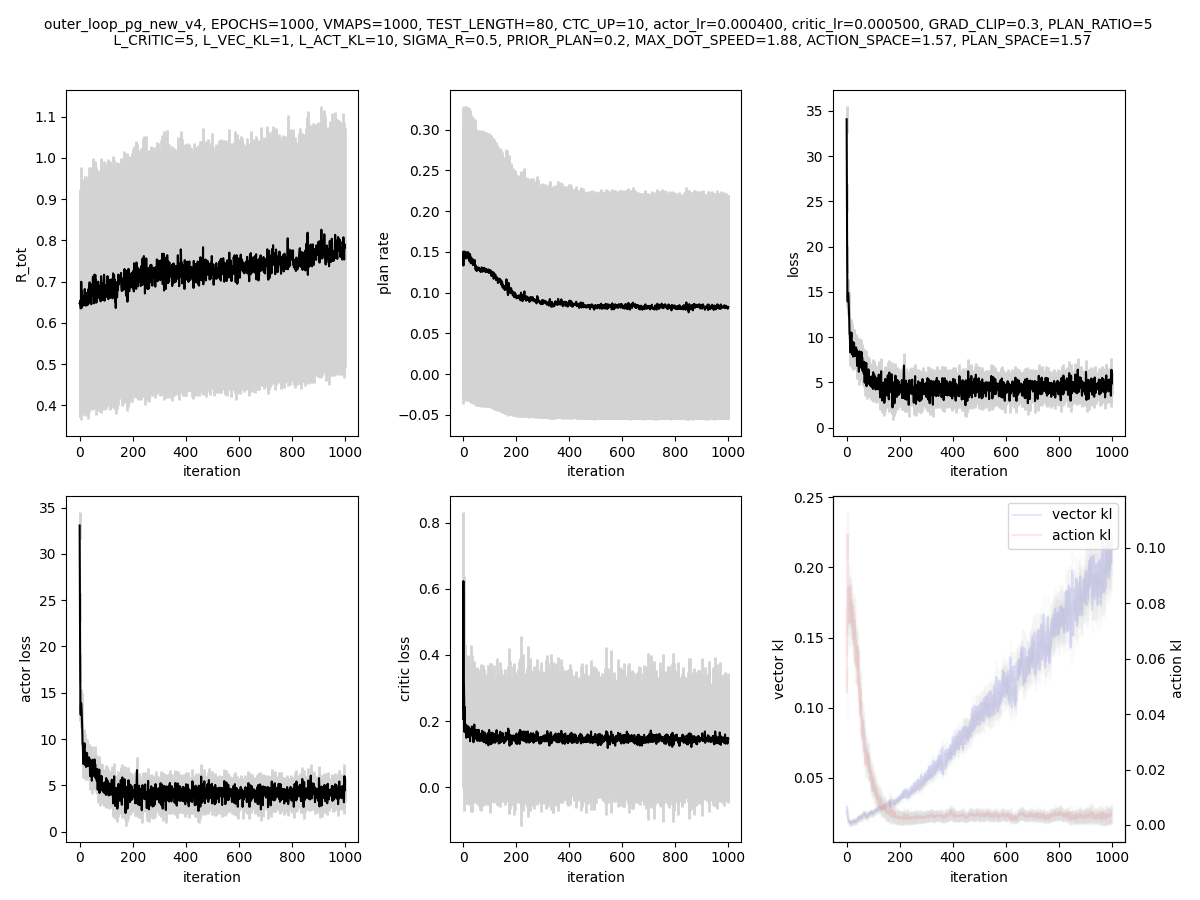 outer_loop_pg_new_v4, EPOCHS=1000, VMAPS=1000, TEST_LENGTH=80, CTC_UP=10, actor_lr=0.000400, critic_lr=0.000500, GRAD_CLIP=0.3, PLAN_RATIO=5
L_CRITIC=5, L_VEC_KL=1, L_ACT_KL=10, SIGMA_R=0.5, PRIOR_PLAN=0.2, MAX_DOT_SPEED=1.88, ACTION_SPACE=1.57, PLAN_SPACE=1.57
R_tot
1.1
1.0
0.9
0.8
0.7
0.6
0.5
0.4
0 200 400 600 800 1000
iteration
plan rate
0.30
0.25
0.20
0.15
0.10
0.05
0.00
−0.05
0 200 400 600 800 1000
iteration
loss
35
30
25
20
15
10
5
0
0 200 400 600 800 1000
iteration
actor loss
35
30
25
20
15
10
5
0
0 200 400 600 800 1000
iteration
critic loss
0.8
0.6
0.4
0.2
0.0
0 200 400 600 800 1000
iteration
vector kl
0.25
0.20
0.15
0.10
0.05
vector kl
action kl
0.10
0.08
0.06
0.04
0.02
0.00
action kl
0 200 400 600 800 1000
iteration